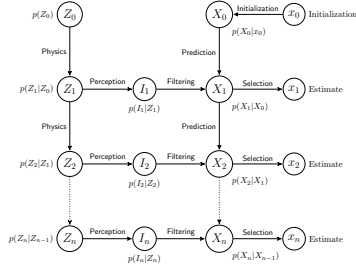 p(Z₀) Z₀ X₀ Initialization x₀ Initialization
p(X₀|x₀)
Physics Prediction
p(Z₁|Z₀) Z₁ Perception I₁ Filtering X₁ Selection x₁ Estimate
p(I₁|Z₁) p(X₁|X₀)
Physics Prediction
p(Z₂|Z₁) Z₂ Perception I₂ Filtering X₂ Selection x₂ Estimate
p(I₂|Z₂) p(X₂|X₁)
p(Zₙ|Zₙ₋₁) Zₙ Perception Iₙ Filtering Xₙ Selection xₙ Estimate
p(Iₙ|Zₙ) p(Xₙ|Xₙ₋₁)